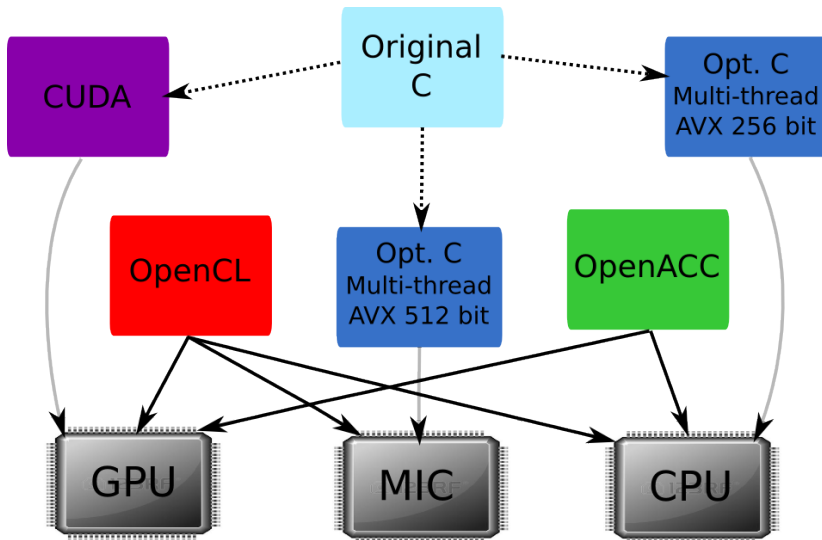 Original
C
CUDA
Opt. C
Multi-thread
AVX 256 bit
OpenCL
Opt. C
Multi-thread
AVX 512 bit
OpenACC
GPU
MIC
CPU